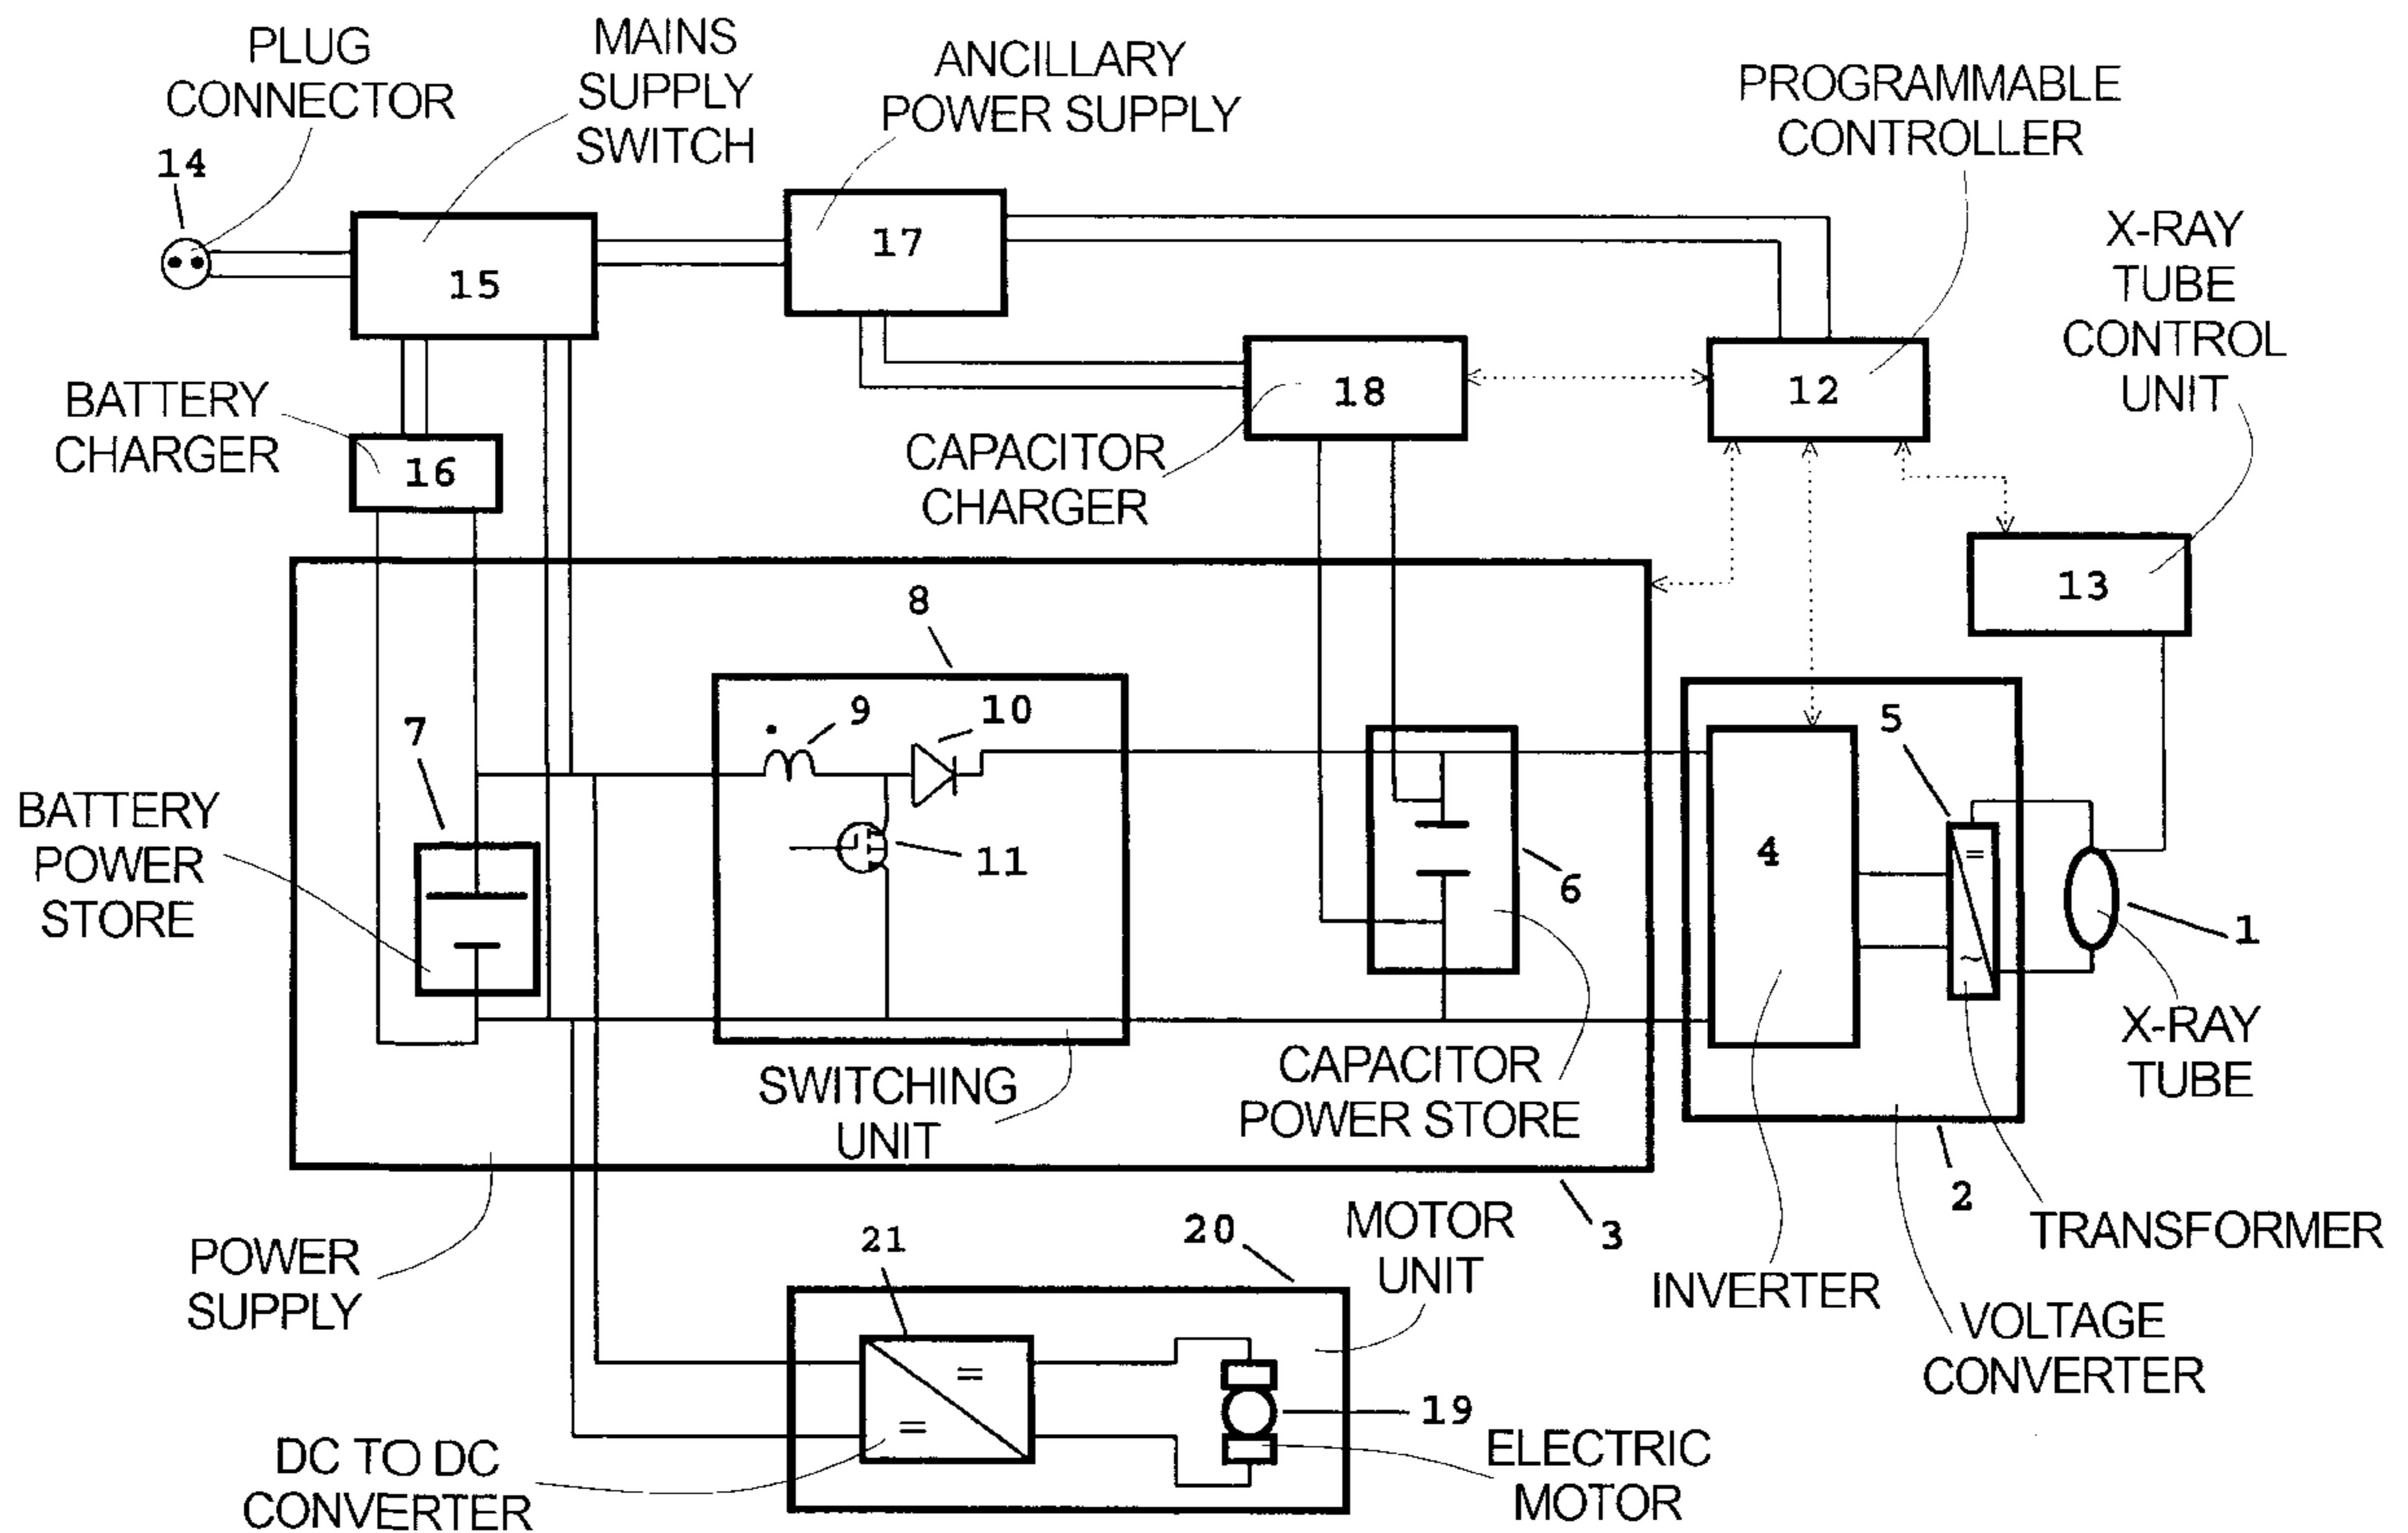 PLUG
CONNECTOR
14
MAINS
SUPPLY
SWITCH
ANCILLARY
POWER SUPPLY
PROGRAMMABLE
CONTROLLER
15
17
X-RAY
TUBE
CONTROL
UNIT
BATTERY
CHARGER
16
CAPACITOR
CHARGER
18
12
13
8
7
9
10
11
BATTERY
POWER
STORE
6
5
4
1
X-RAY
TUBE
SWITCHING
UNIT
CAPACITOR
POWER STORE
2
3
POWER
SUPPLY
TRANSFORMER
INVERTER
VOLTAGE
CONVERTER
21
20
MOTOR
UNIT
19
DC TO DC
CONVERTER
ELECTRIC
MOTOR